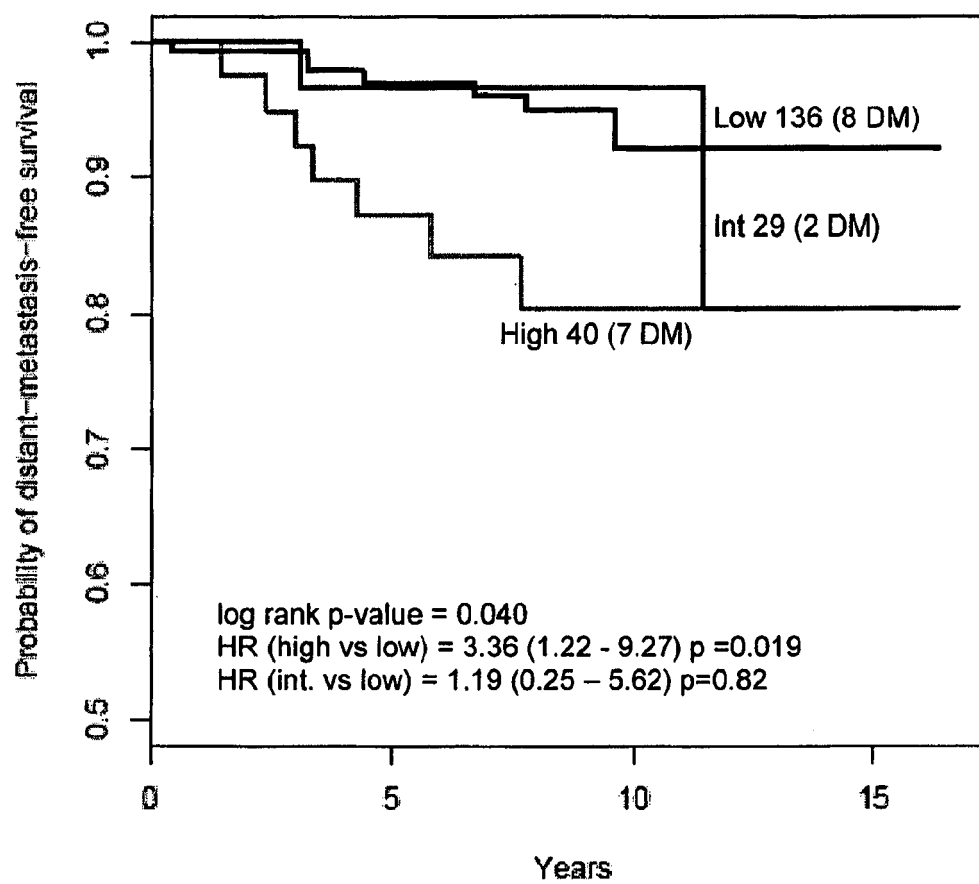 Probability of distant-metastasis-free survival
1.0
0.9
0.8
0.7
0.6
0.5
Low 136 (8 DM)
Int 29 (2 DM)
High 40 (7 DM)
log rank p-value = 0.040
HR (high vs low) = 3.36 (1.22 - 9.27) p =0.019
HR (int. vs low) = 1.19 (0.25 – 5.62) p=0.82
0 5 10 15
Years